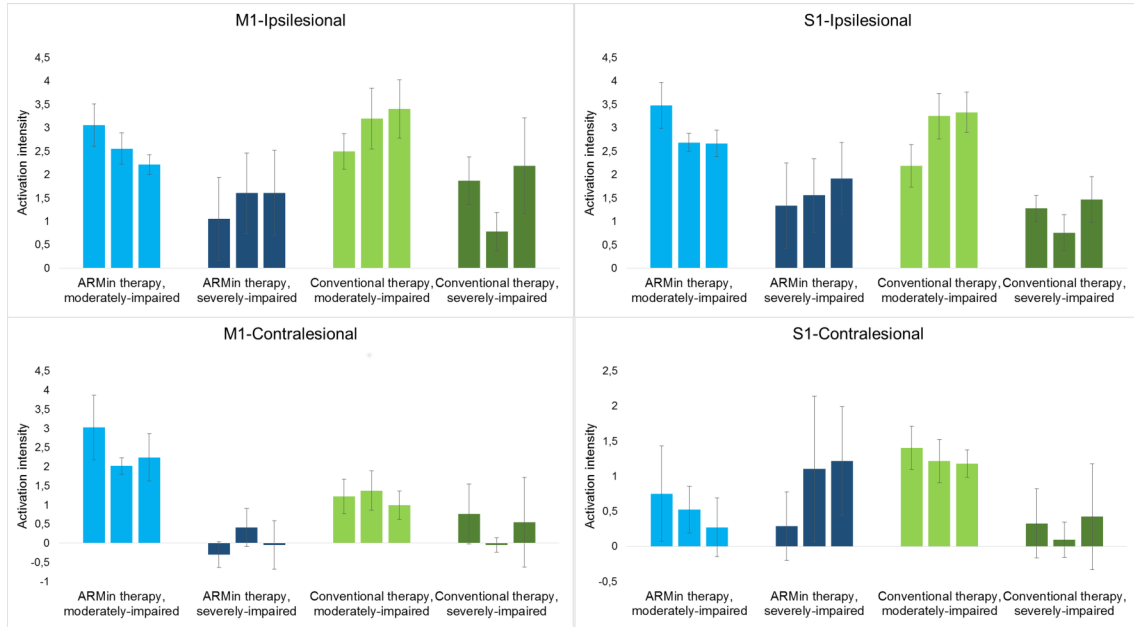 M1-Ipsilesional
Activation intensity
4,5
4
3,5
3
2,5
2
1,5
1
0,5
0
ARMin therapy, moderately-impaired
ARMin therapy, severely-impaired
Conventional therapy, moderately-impaired
Conventional therapy, severely-impaired
S1-Ipsilesional
Activation intensity
4,5
4
3,5
3
2,5
2
1,5
1
0,5
0
ARMin therapy, moderately-impaired
ARMin therapy, severely-impaired
Conventional therapy, moderately-impaired
Conventional therapy, severely-impaired
M1-Contralesional
Activation intensity
4,5
4
3,5
3
2,5
2
1,5
1
0,5
0
-0,5
-1
ARMin therapy, moderately-impaired
ARMin therapy, severely-impaired
Conventional therapy, moderately-impaired
Conventional therapy, severely-impaired
S1-Contralesional
Activation intensity
2,5
2
1,5
1
0,5
0
-0,5
ARMin therapy, moderately-impaired
ARMin therapy, severely-impaired
Conventional therapy, moderately-impaired
Conventional therapy, severely-impaired